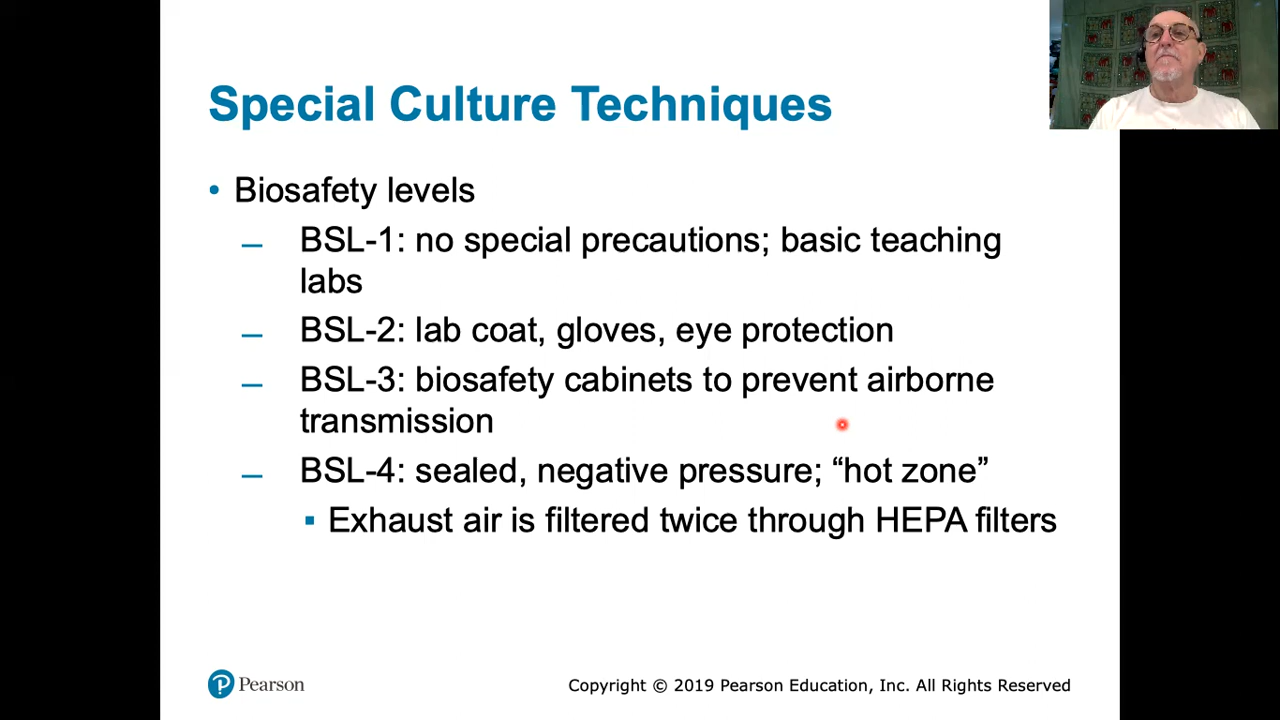 Special Culture Techniques
• Biosafety levels
– BSL-1: no special precautions; basic teaching
labs
– BSL-2: lab coat, gloves, eye protection
– BSL-3: biosafety cabinets to prevent airborne
transmission
– BSL-4: sealed, negative pressure; “hot zone”
▪ Exhaust air is filtered twice through HEPA filters
P Pearson
Copyright © 2019 Pearson Education, Inc. All Rights Reserved